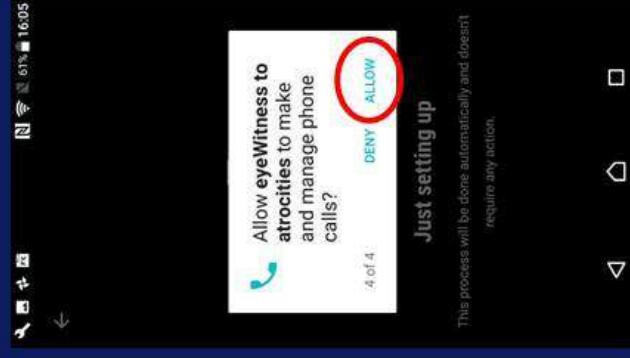 61% 16:05
Allow eyeWitness to
atrocities to make
and manage phone
calls?
4 of 4 DENY ALLOW
Just setting up
This process will be done automatically and doesn't
require any action.